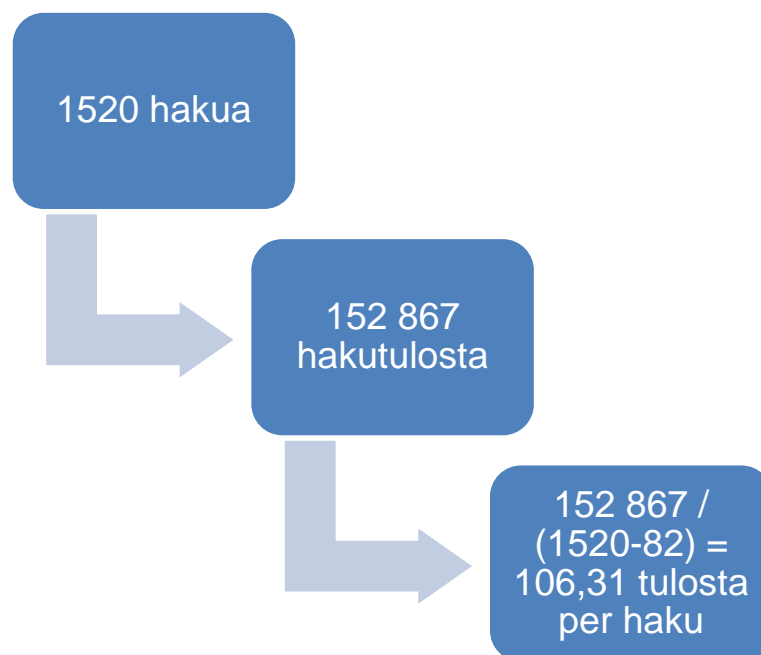 1520 hakua
152 867
hakutulosta
152 867 /
(1520-82) =
106,31 tulosta
per haku